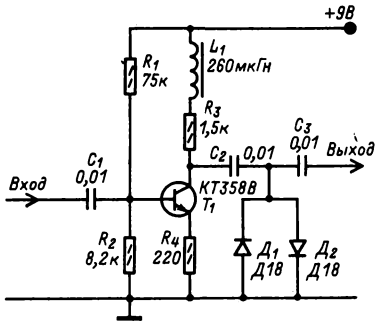 +9В
L1
260мкГн
R1
75к
R3
1,5к
C2
0,01
C3
0,01
Выход
C1
0,01
Вход
КТ358В
T1
R2
8,2к
R4
220
Д1
Д18
Д2
Д18